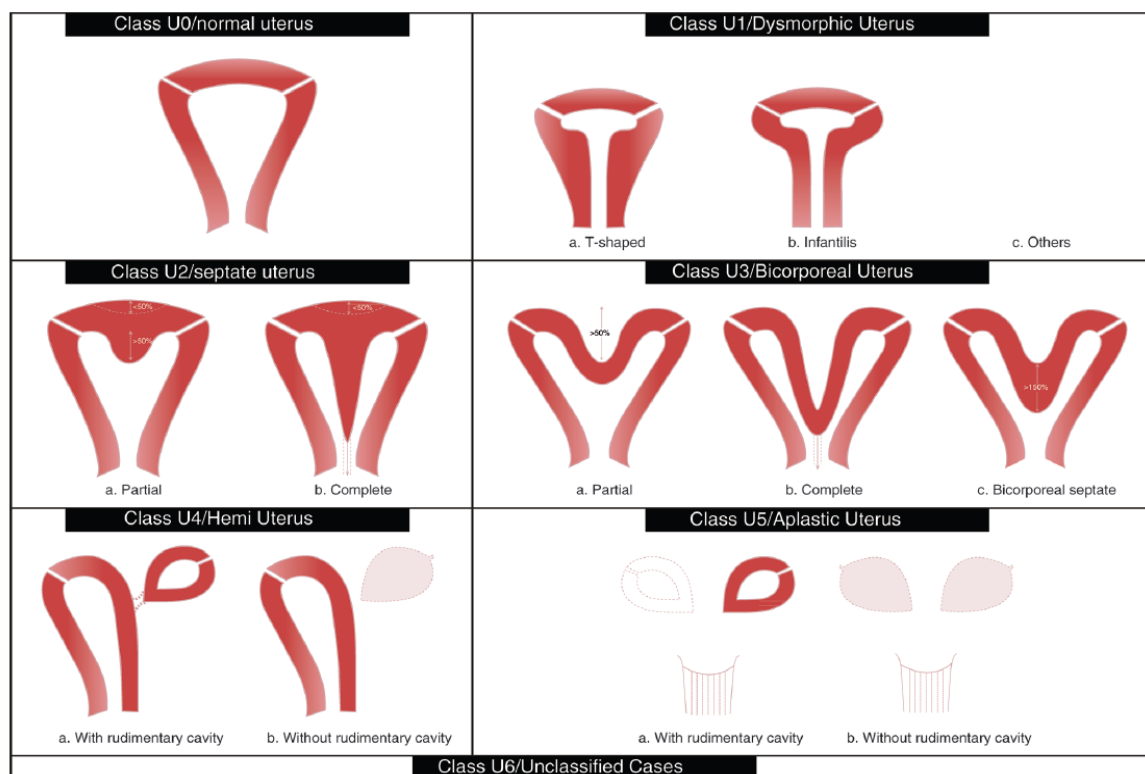 Class U0/normal uterus
Class U1/Dysmorphic Uterus
a. T-shaped
b. Infantilis
c. Others
Class U2/septate uterus
<50%
>50%
<50%
a. Partial
b. Complete
Class U3/Bicorporeal Uterus
>50%
>150%
a. Partial
b. Complete
c. Bicorporeal septate
Class U4/Hemi Uterus
a. With rudimentary cavity
b. Without rudimentary cavity
Class U5/Aplastic Uterus
a. With rudimentary cavity
b. Without rudimentary cavity
Class U6/Unclassified Cases